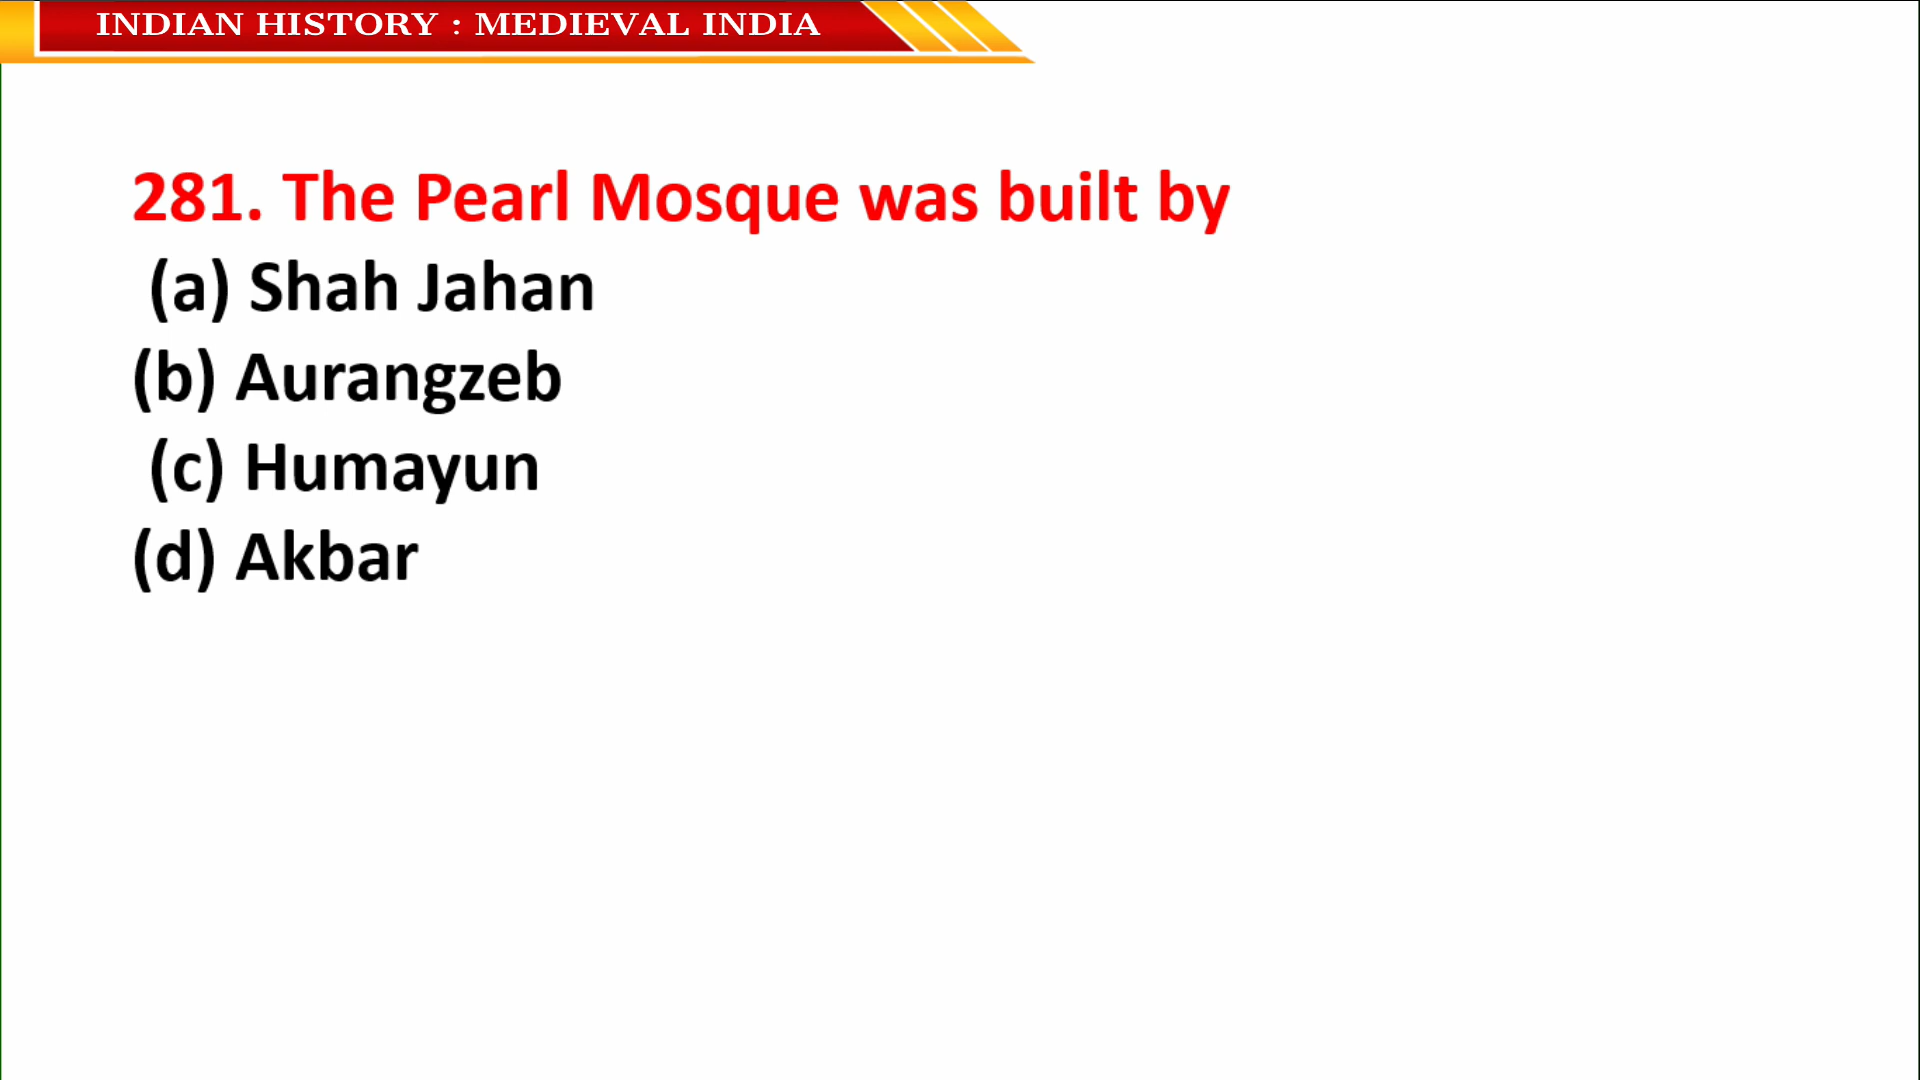 INDIAN HISTORY : MEDIEVAL INDIA
281. The Pearl Mosque was built by
(a) Shah Jahan
(b) Aurangzeb
(c) Humayun
(d) Akbar